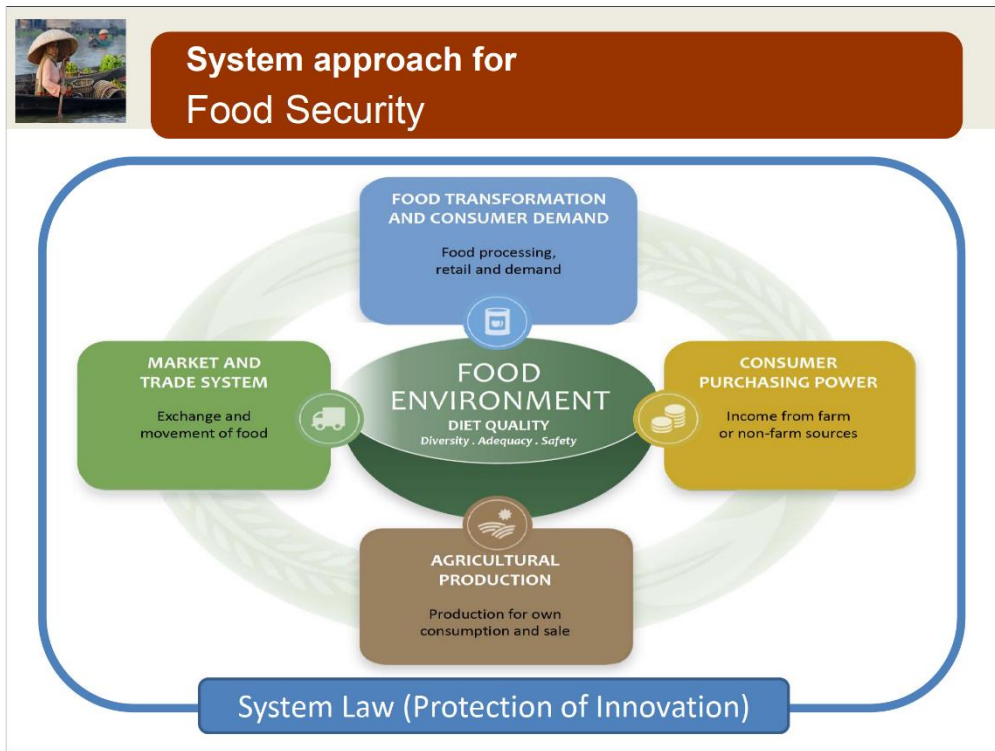 System approach for
Food Security
FOOD TRANSFORMATION
AND CONSUMER DEMAND
Food processing,
retail and demand
MARKET AND
TRADE SYSTEM
Exchange and
movement of food
FOOD
ENVIRONMENT
DIET QUALITY
Diversity . Adequacy . Safety
CONSUMER
PURCHASING POWER
Income from farm
or non-farm sources
AGRICULTURAL
PRODUCTION
Production for own
consumption and sale
System Law (Protection of Innovation)